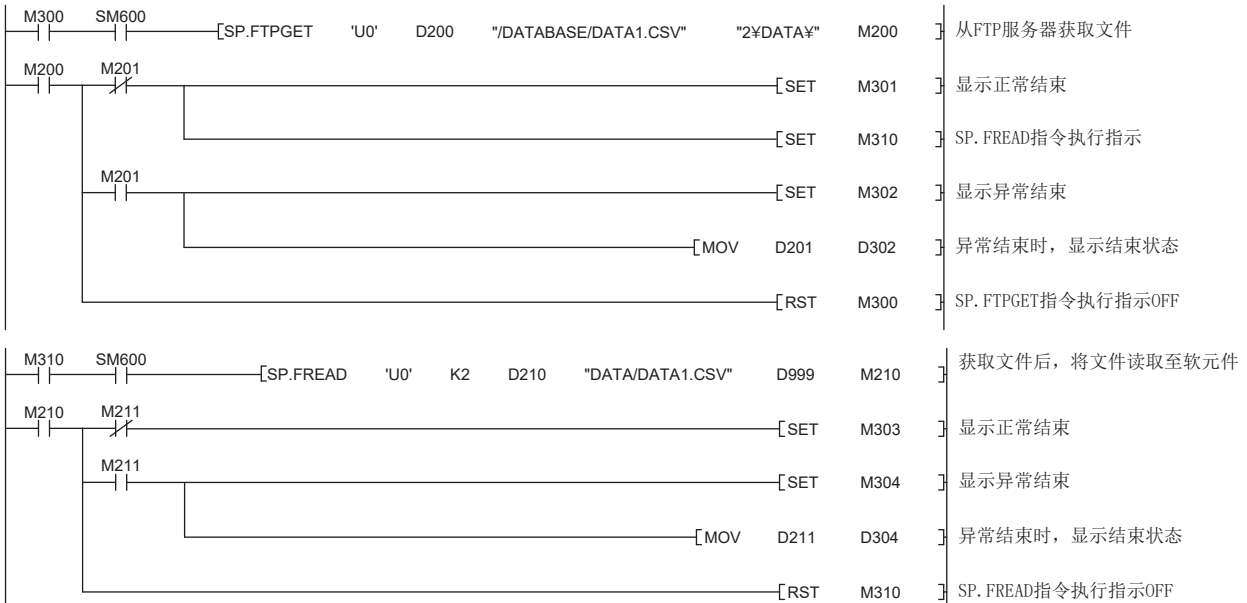 M300 SM600
SP.FTPGET 'U0' D200 "/DATABASE/DATA1.CSV" "2¥DATA¥" M200 从FTP服务器获取文件
M200 M201
SET M301 显示正常结束
SET M310 SP.FREAD指令执行指示
M201
SET M302 显示异常结束
MOV D201 D302 异常结束时，显示结束状态
RST M300 SP.FTPGET指令执行指示OFF
M310 SM600
SP.FREAD 'U0' K2 D210 "DATA/DATA1.CSV" D999 M210 获取文件后，将文件读取至软元件
M210 M211
SET M303 显示正常结束
M211
SET M304 显示异常结束
MOV D211 D304 异常结束时，显示结束状态
RST M310 SP.FREAD指令执行指示OFF